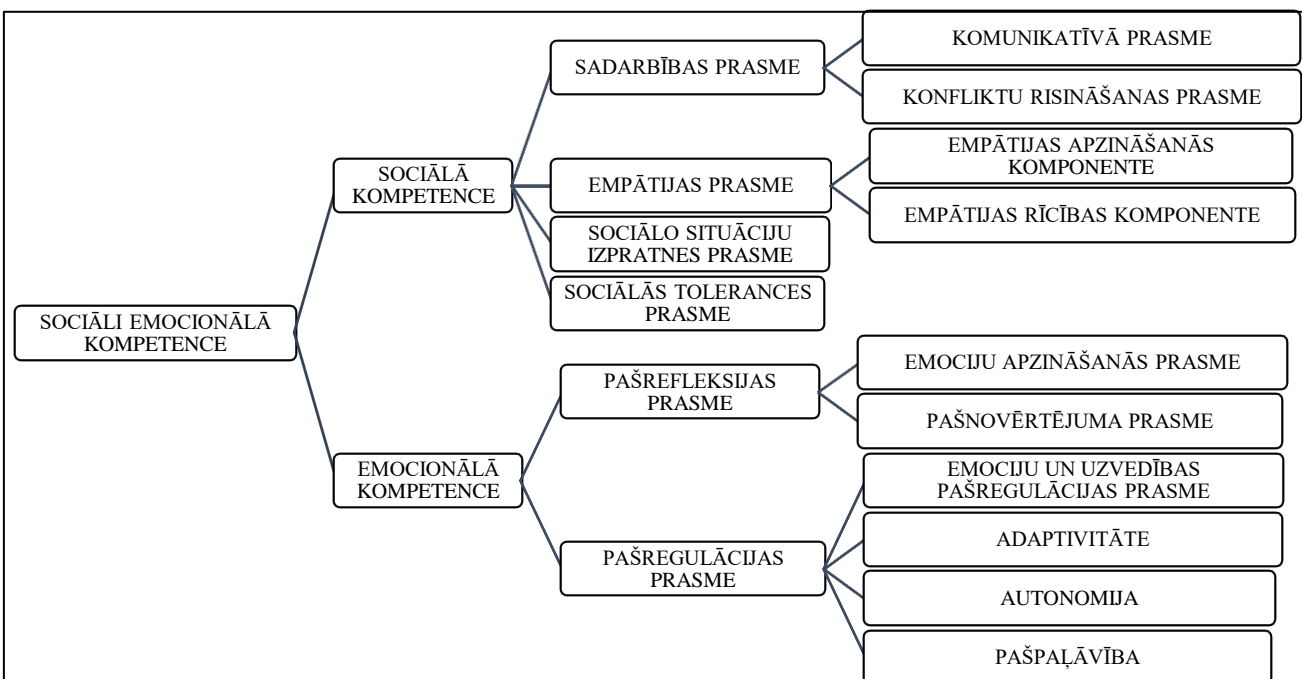 SOCIĀLI EMOCIONĀLĀ
KOMPETENCE
SOCIĀLĀ
KOMPETENCE
SADARBĪBAS PRASME
KOMUNIKATĪVĀ PRASME
KONFLIKTU RISINĀŠANAS PRASME
EMPĀTIJAS PRASME
EMPĀTIJAS APZINĀŠANĀS
KOMPONENTE
EMPĀTIJAS RĪCĪBAS KOMPONENTE
SOCIĀLO SITUĀCIJU
IZPRATNES PRASME
SOCIĀLĀS TOLERANCES
PRASME
EMOCIONĀLĀ
KOMPETENCE
PAŠREFLEKSIJAS
PRASME
EMOCIJU APZINĀŠANĀS PRASME
PAŠNOVĒRTĒJUMA PRASME
PAŠREGULĀCIJAS
PRASME
EMOCIJU UN UZVEDĪBAS
PAŠREGULĀCIJAS PRASME
ADAPTIVITĀTE
AUTONOMIJA
PAŠPAĻĀVĪBA